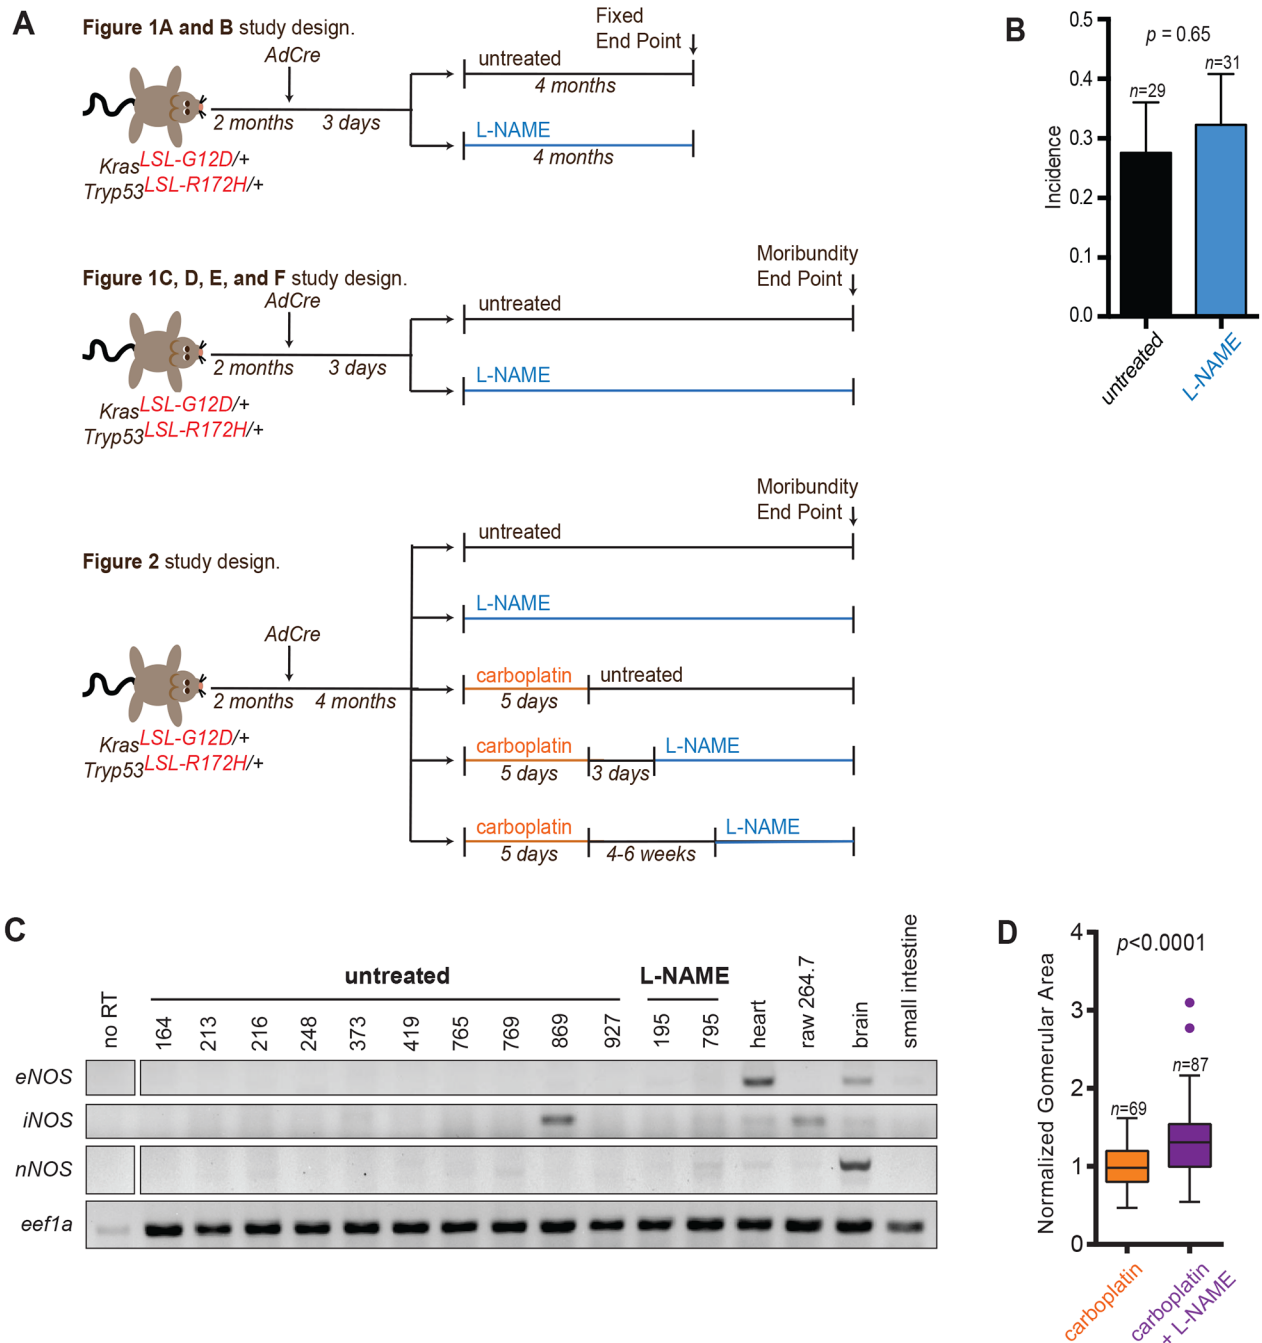 A
Figure 1A and B study design.
AdCre
2 months 3 days
KrasLSL-G12D/+
Tryp53LSL-R172H/+
Fixed
End Point
untreated
4 months
L-NAME
4 months
Figure 1C, D, E, and F study design.
AdCre
2 months 3 days
KrasLSL-G12D/+
Tryp53LSL-R172H/+
Moribundity
End Point
untreated
L-NAME
Figure 2 study design.
AdCre
2 months 4 months
KrasLSL-G12D/+
Tryp53LSL-R172H/+
Moribundity
End Point
untreated
L-NAME
carboplatin untreated
5 days
carboplatin L-NAME
5 days 3 days
carboplatin L-NAME
5 days 4-6 weeks
B
Incidence
0.5
0.4
0.3
0.2
0.1
0.0
p = 0.65
n=29
n=31
untreated
L-NAME
C
untreated L-NAME
no RT 164 213 216 248 373 419 765 769 869 927 195 795 heart raw 264.7 brain small intestine
eNOS
iNOS
nNOS
eef1a
D
Normalized Gomerular Area
4
3
2
1
0
p<0.0001
n=69
n=87
carboplatin
carboplatin
+ L-NAME